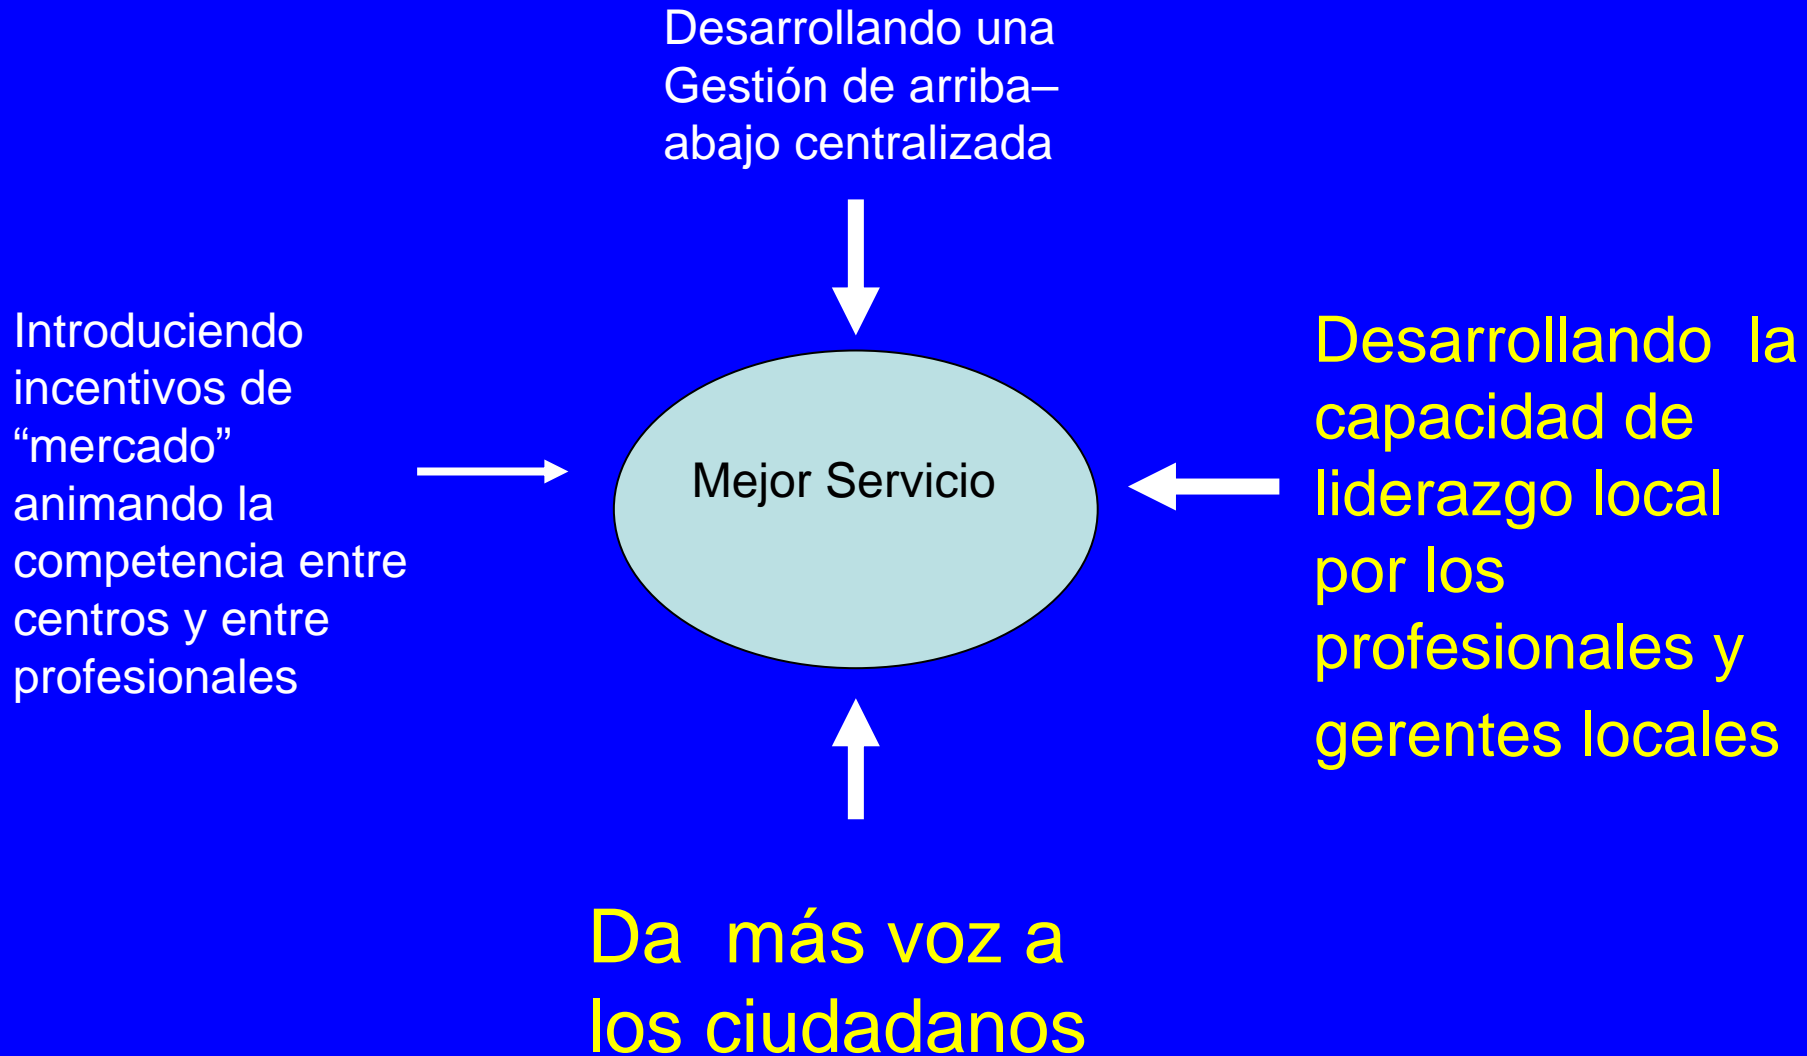 Desarrollando una
Gestión de arriba–
abajo centralizada
Introduciendo
incentivos de
“mercado”
animando la
competencia entre
centros y entre
profesionales
Mejor Servicio
Desarrollando la
capacidad de
liderazgo local
por los
profesionales y
gerentes locales
Da más voz a
los ciudadanos